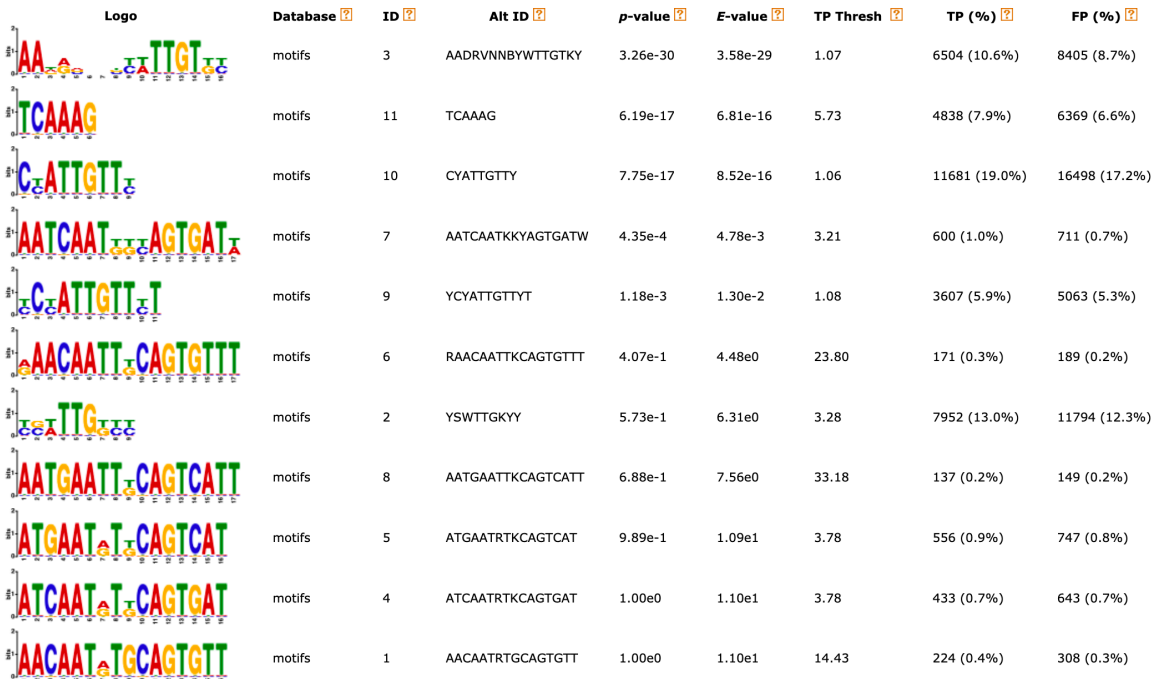 Logo Database ? ID ? Alt ID ? p-value ? E-value ? TP Thresh ? TP (%) ? FP (%) ?
motifs 3 AADRVNNBYWTTGTKY 3.26e-30 3.58e-29 1.07 6504 (10.6%) 8405 (8.7%)
motifs 11 TCAAAG 6.19e-17 6.81e-16 5.73 4838 (7.9%) 6369 (6.6%)
motifs 10 CYATTGTTY 7.75e-17 8.52e-16 1.06 11681 (19.0%) 16498 (17.2%)
motifs 7 AATCAATKKYAGTGATW 4.35e-4 4.78e-3 3.21 600 (1.0%) 711 (0.7%)
motifs 9 YCYATTGTTYT 1.18e-3 1.30e-2 1.08 3607 (5.9%) 5063 (5.3%)
motifs 6 RAACAATTKCAGTGTTT 4.07e-1 4.48e0 23.80 171 (0.3%) 189 (0.2%)
motifs 2 YSWTTGKYY 5.73e-1 6.31e0 3.28 7952 (13.0%) 11794 (12.3%)
motifs 8 AATGAATTKCAGTCATT 6.88e-1 7.56e0 33.18 137 (0.2%) 149 (0.2%)
motifs 5 ATGAATRTKCAGTCAT 9.89e-1 1.09e1 3.78 556 (0.9%) 747 (0.8%)
motifs 4 ATCAATRTKCAGTGAT 1.00e0 1.10e1 3.78 433 (0.7%) 643 (0.7%)
motifs 1 AACAATRTGCAGTGTT 1.00e0 1.10e1 14.43 224 (0.4%) 308 (0.3%)